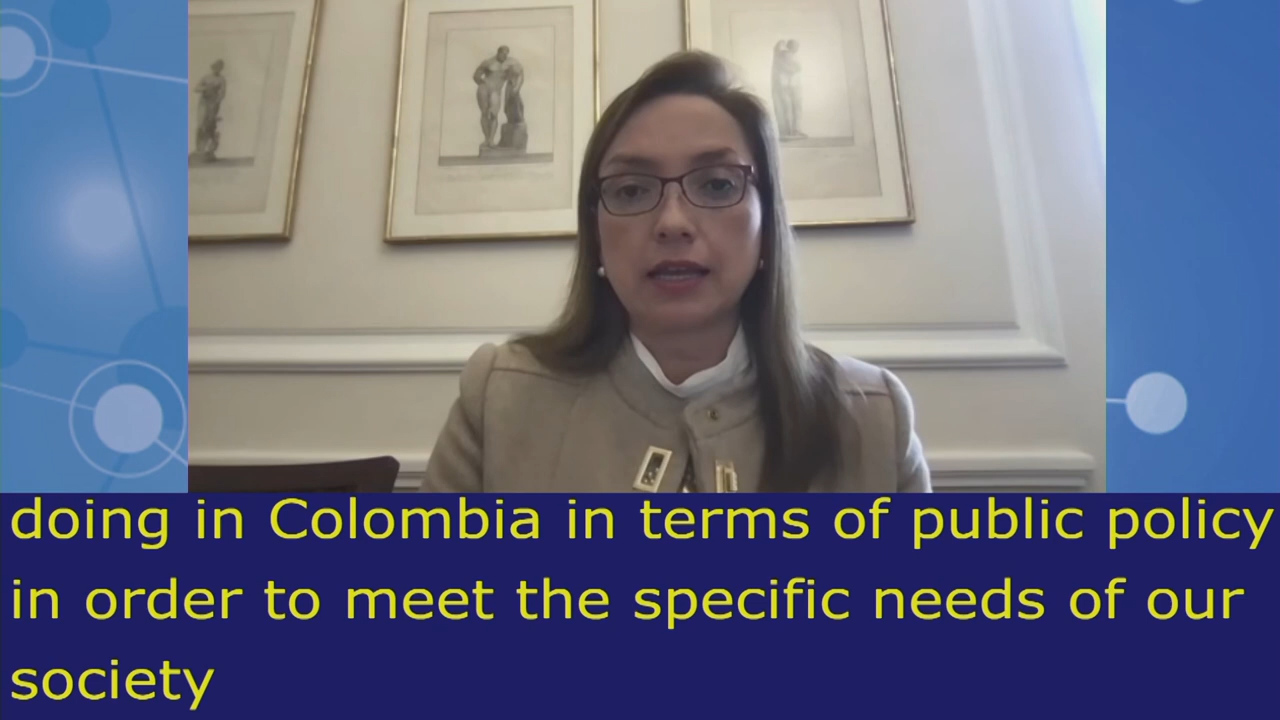 doing in Colombia in terms of public policy
in order to meet the specific needs of our
society